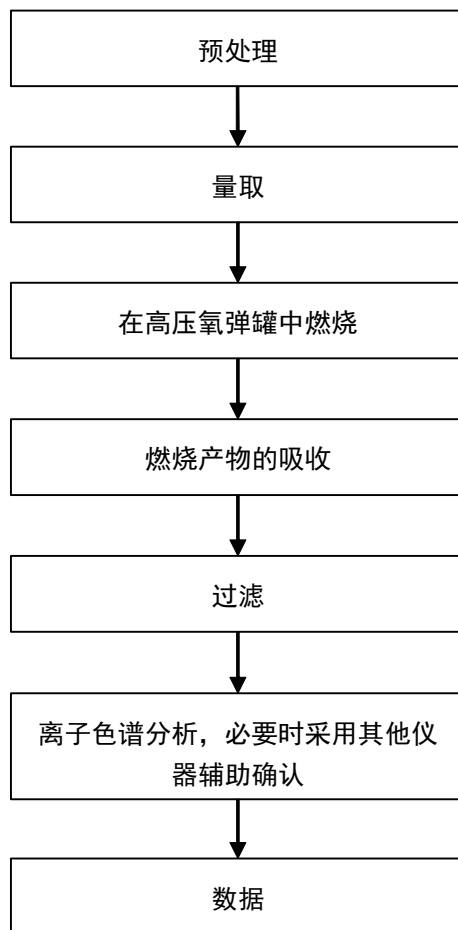 预处理
量取
在高压氧弹罐中燃烧
燃烧产物的吸收
过滤
离子色谱分析，必要时采用其他仪
器辅助确认
数据